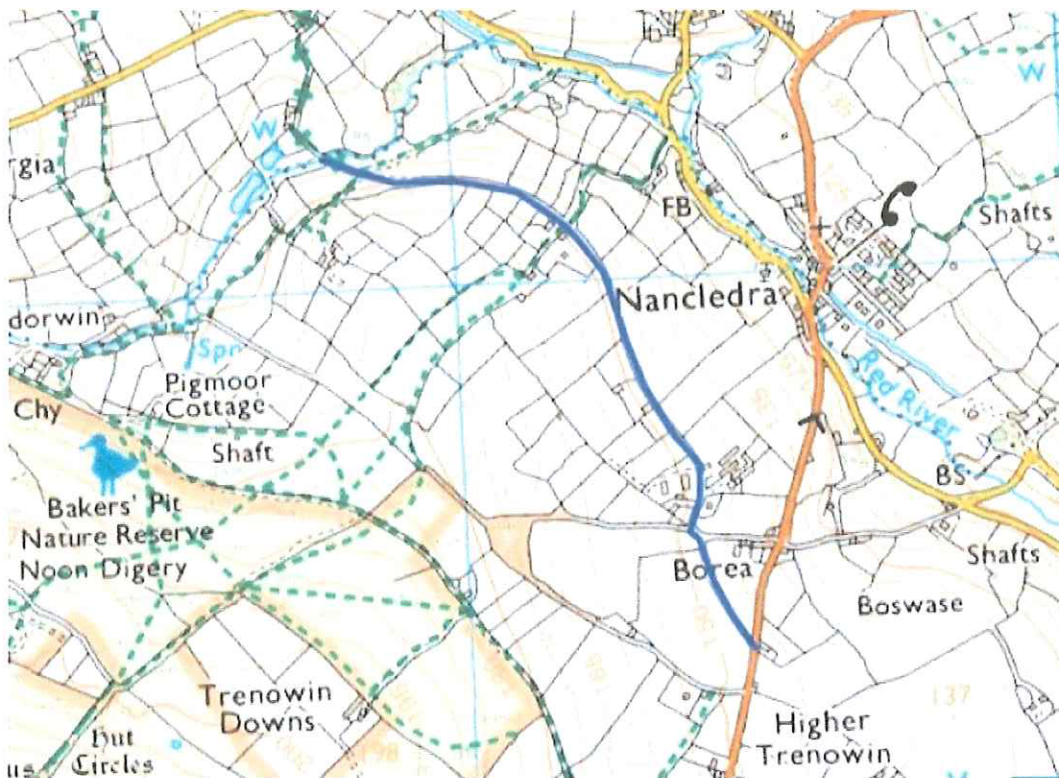 W
rgia
W
FB
Shafts
Nancledra
dorwin
Spr
Pigmoor
Cottage
Red River
Chy
Shaft
BS
Bakers' Pit
Nature Reserve
Noon Digery
Borea
Shafts
Boswase
Trenowin
Downs
137
Higher
Trenowin
Hut
Circles
us